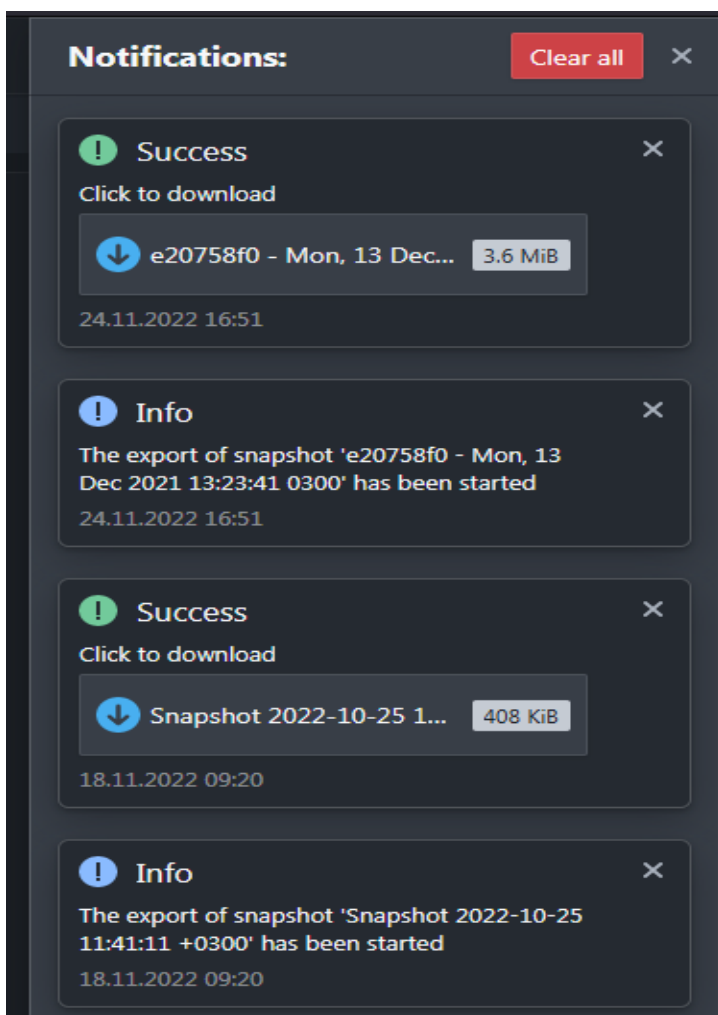 Notifications:
Clear all
Success
Click to download
e20758f0 - Mon, 13 Dec...
3.6 MiB
24.11.2022 16:51
Info
The export of snapshot 'e20758f0 - Mon, 13
Dec 2021 13:23:41 0300' has been started
24.11.2022 16:51
Success
Click to download
Snapshot 2022-10-25 1...
408 KiB
18.11.2022 09:20
Info
The export of snapshot 'Snapshot 2022-10-25
11:41:11 +0300' has been started
18.11.2022 09:20